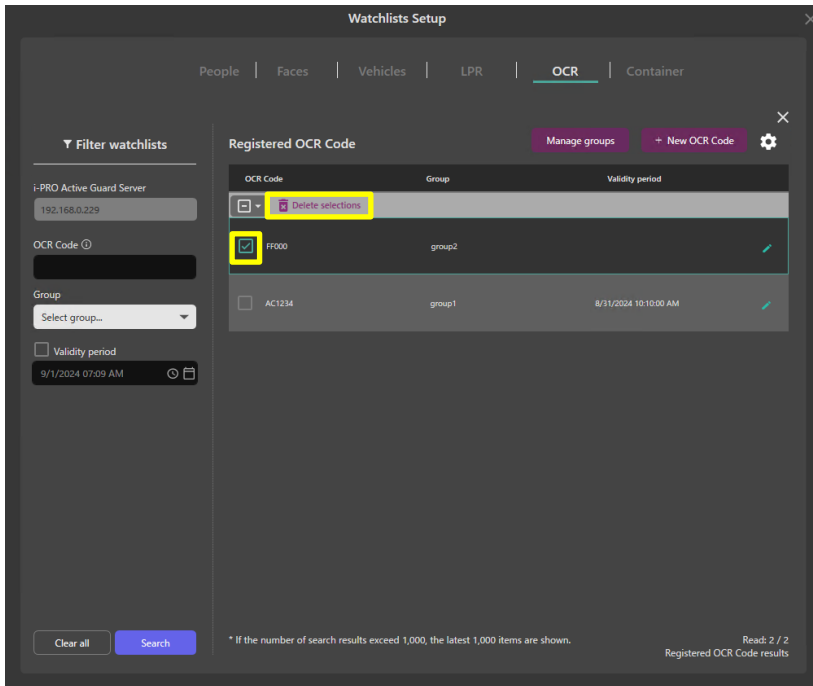 Watchlists Setup
People Faces Vehicles LPR OCR Container
Filter watchlists
i-PRO Active Guard Server
192.168.0.229
OCR Code
Group
Select group...
Validity period
9/1/2024 07:09 AM
Clear all Search
Registered OCR Code
Manage groups + New OCR Code
OCR Code Group Validity period
Delete selections
FF000 group2
AC1234 group1 8/31/2024 10:10:00 AM
* If the number of search results exceed 1,000, the latest 1,000 items are shown.
Read: 2 / 2
Registered OCR Code results